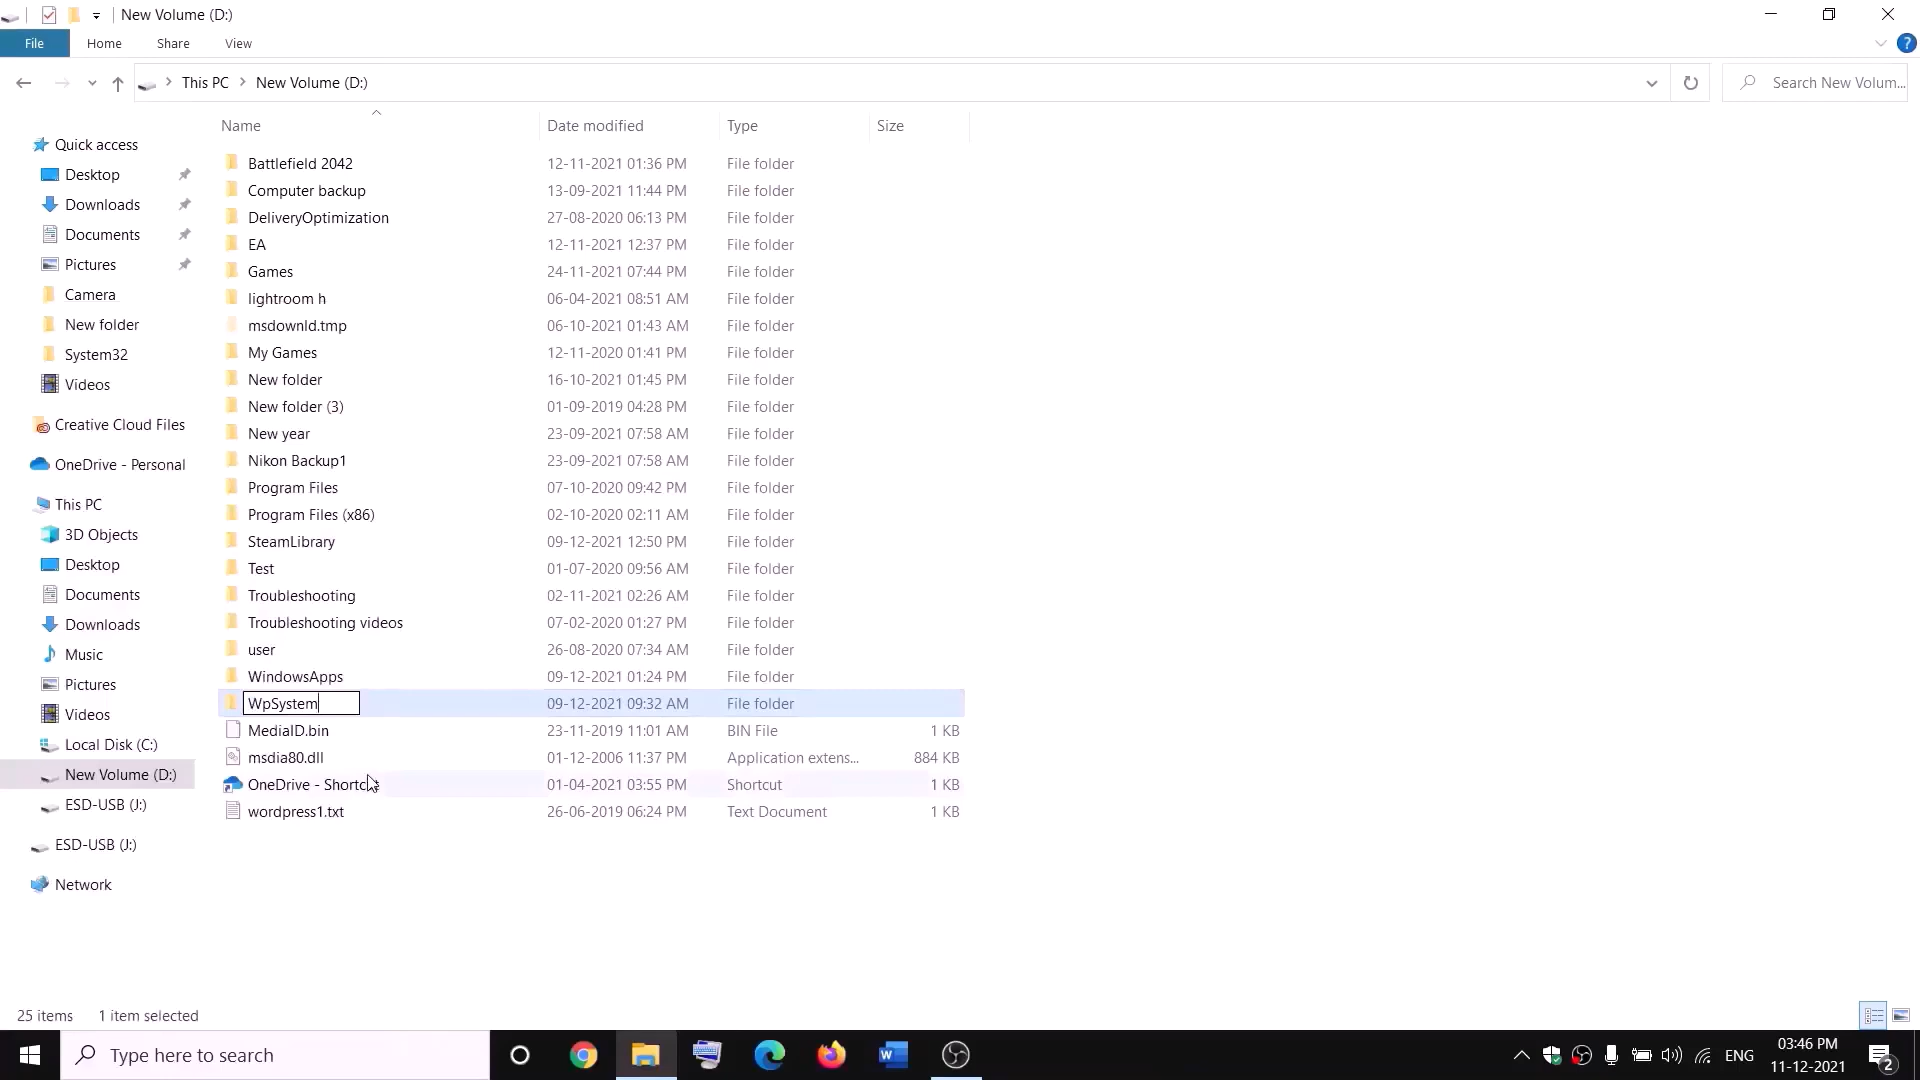 New Volume (D:)
File Home Share View
This PC > New Volume (D:) Search New Volum...
Name Date modified Type Size
Quick access
Desktop
Downloads
Documents
Pictures
Camera
New folder
System32
Videos
Creative Cloud Files
OneDrive - Personal
This PC
3D Objects
Desktop
Documents
Downloads
Music
Pictures
Videos
Local Disk (C:)
New Volume (D:)
ESD-USB (J:)
ESD-USB (J:)
Network
Battlefield 2042 12-11-2021 01:36 PM File folder
Computer backup 13-09-2021 11:44 PM File folder
DeliveryOptimization 27-08-2020 06:13 PM File folder
EA 12-11-2021 12:37 PM File folder
Games 24-11-2021 07:44 PM File folder
lightroom h 06-04-2021 08:51 AM File folder
msdownld.tmp 06-10-2021 01:43 AM File folder
My Games 12-11-2020 01:41 PM File folder
New folder 16-10-2021 01:45 PM File folder
New folder (3) 01-09-2019 04:28 PM File folder
New year 23-09-2021 07:58 AM File folder
Nikon Backup1 23-09-2021 07:58 AM File folder
Program Files 07-10-2020 09:42 PM File folder
Program Files (x86) 02-10-2020 02:11 AM File folder
SteamLibrary 09-12-2021 12:50 PM File folder
Test 01-07-2020 09:56 AM File folder
Troubleshooting 02-11-2021 02:26 AM File folder
Troubleshooting videos 07-02-2020 01:27 PM File folder
user 26-08-2020 07:34 AM File folder
WindowsApps 09-12-2021 01:24 PM File folder
WpSystem 09-12-2021 09:32 AM File folder
MediaID.bin 23-11-2019 11:01 AM BIN File 1 KB
msdia80.dll 01-12-2006 11:37 PM Application extens... 884 KB
OneDrive - Shortcut 01-04-2021 03:55 PM Shortcut 1 KB
wordpress1.txt 26-06-2019 06:24 PM Text Document 1 KB
25 items 1 item selected
Type here to search
ENG
03:46 PM
11-12-2021
2